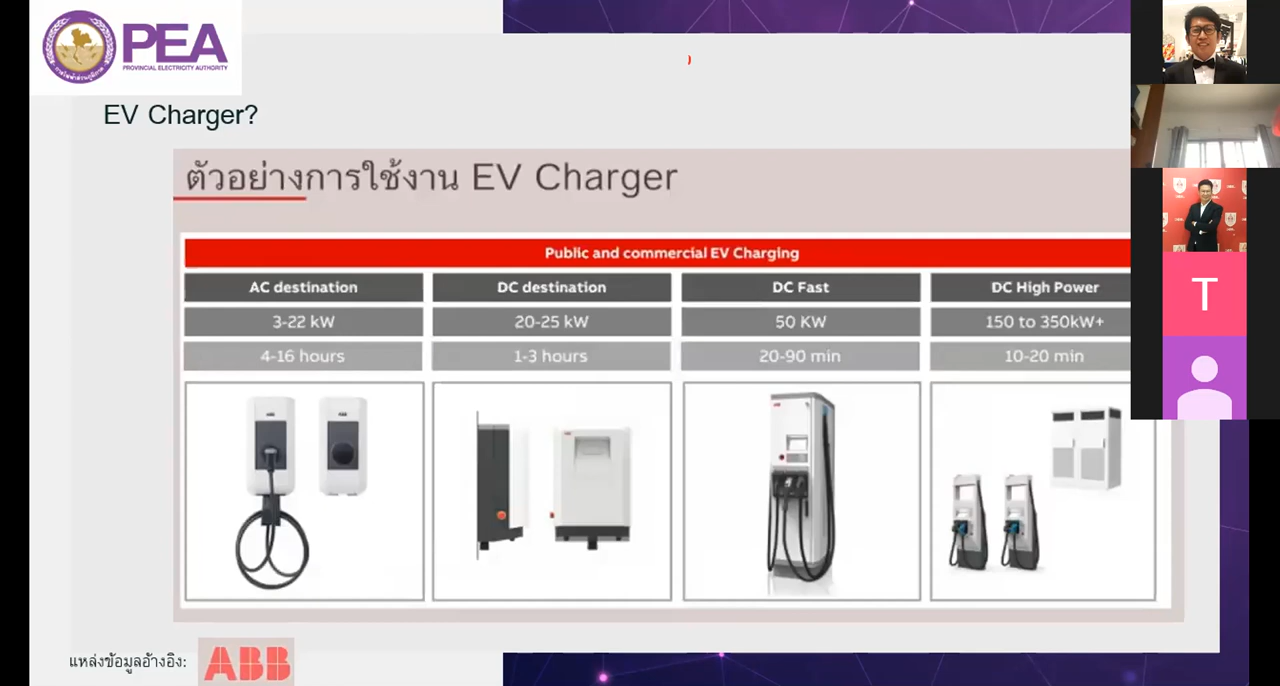 PEA
PROVINCIAL ELECTRICITY AUTHORITY
EV Charger?
ตัวอย่างการใช้งาน EV Charger
Public and commercial EV Charging
AC destination
DC destination
DC Fast
DC High Power
3-22 kW
20-25 kW
50 KW
150 to 350kW+
4-16 hours
1-3 hours
20-90 min
10-20 min
T
แหล่งข้อมูลอ้างอิง:
ABB